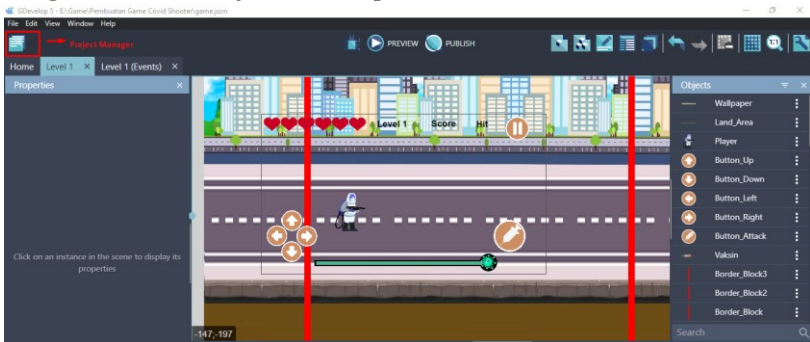 GDevelop 5 - E:\Game\Pembuatan Game Covid Shooter\game.json
File Edit View Window Help
Project Manager
PREVIEW
PUBLISH
1:1
Home
Level 1 ×
Level 1 (Events) ×
Properties
Objects
Level 1
Score
Hit
Click on an instance in the scene to display its
properties
-147;-197
Wallpaper
Land_Area
Player
Button_Up
Button_Down
Button_Left
Button_Right
Button_Attack
Vaksin
Border_Block3
Border_Block2
Border_Block
Search